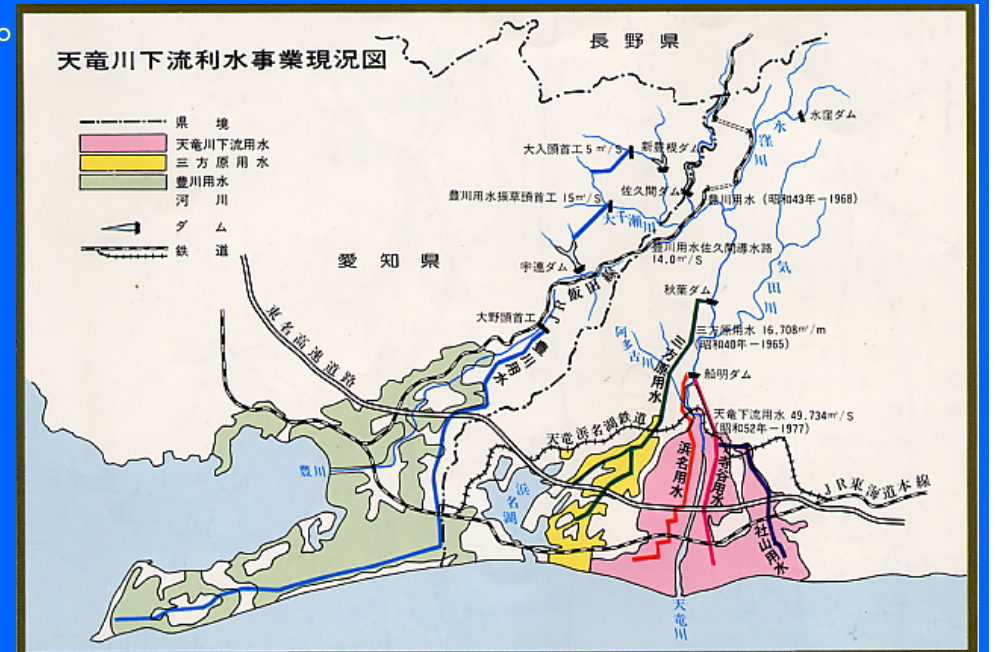 天竜川下流利水事業現況図
県境
天竜川下流用水
三方原用水
豊川用水
河川
ダム
鉄道
長野県
愛知県
水窪ダム
水窪川
大入頭首工 5㎥/S
新豊根ダム
佐久間ダム
豊川用水振草頭首工 15㎥/S
大千瀬川
豊川用水 (昭和43年－1968)
豊川用水佐久間導水路
14.0㎥/S
宇連ダム
JR飯田線
気田川
秋葉ダム
大野頭首工
豊川用水
阿多古川
三方原用水
三方原用水 16.708㎥/m
(昭和40年－1965)
船明ダム
東名高速道路
天竜下流用水 49.734㎥/S
(昭和52年－1977)
天竜浜名湖鉄道
豊川
浜名湖
浜名用水
寺谷用水
社山用水
JR東海道本線
天竜川